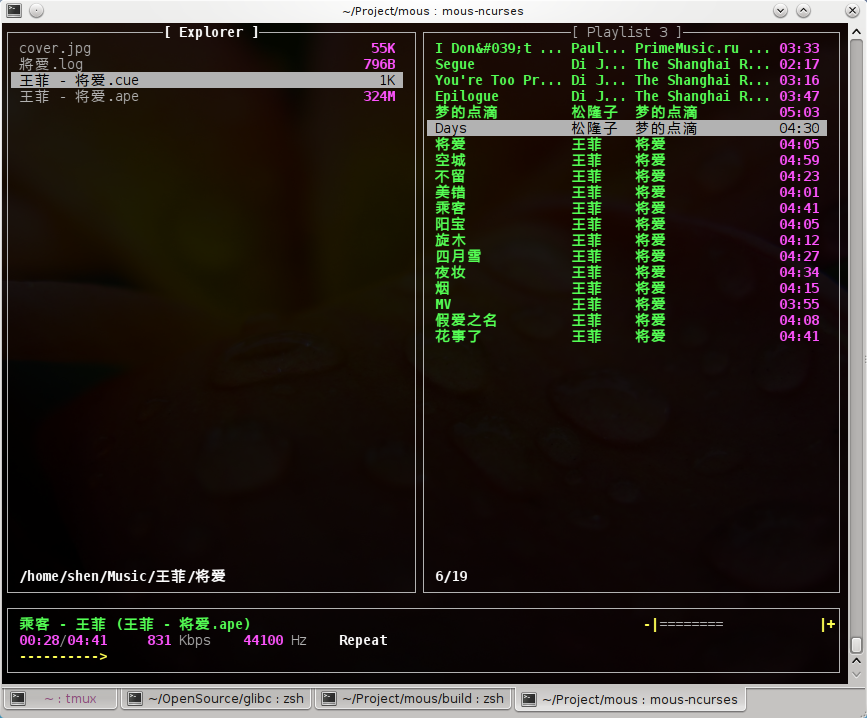 ~/Project/mous : mous-ncurses
[ Explorer ]
cover.jpg 55K
將愛.log 796B
王菲 - 将爱.cue 1K
王菲 - 将爱.ape 324M
/home/shen/Music/王菲/将爱
[ Playlist 3 ]
I Don&#039;t ... Paul... PrimeMusic.ru ... 03:33
Segue Di J... The Shanghai R... 02:17
You're Too Pr... Di J... The Shanghai R... 03:16
Epilogue Di J... The Shanghai R... 03:47
梦的点滴 松隆子 梦的点滴 05:03
Days 松隆子 梦的点滴 04:30
将爱 王菲 将爱 04:05
空城 王菲 将爱 04:59
不留 王菲 将爱 04:23
美错 王菲 将爱 04:01
乘客 王菲 将爱 04:41
阳宝 王菲 将爱 04:05
旋木 王菲 将爱 04:12
四月雪 王菲 将爱 04:27
夜妆 王菲 将爱 04:34
烟 王菲 将爱 04:15
MV 王菲 将爱 03:55
假爱之名 王菲 将爱 04:08
花事了 王菲 将爱 04:41
6/19
乘客 - 王菲 (王菲 - 将爱.ape) -|======== |+
00:28/04:41 831 Kbps 44100 Hz Repeat
---------->
~ : tmux
~/OpenSource/glibc : zsh
~/Project/mous/build : zsh
~/Project/mous : mous-ncurses